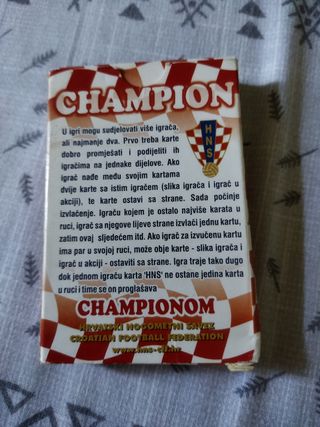 CHAMPION
HNS
U igri mogu sudjelovati više igrača,
ali najmanje dva. Prvo treba karte
dobro promješati i podijeliti ih
igračima na jednake dijelove. Ako
igrač nađe među svojim kartama
dvije karte sa istim igračem (slika igrača i igrač u
akciji), te karte ostavi sa strane. Sada počinje
izvlačenje. Igraču kojem je ostalo najviše karata u
ruci, igrač sa njegove lijeve strane izvlači jednu kartu,
zatim ovaj sljedećem itd. Ako igrač za izvučenu kartu
ima par u svojoj ruci, može obje karte - slika igrača i
igrač u akciji - ostaviti sa strane. Igra traje tako dugo
dok jednom igraču karta 'HNS' ne ostane jedina karta
u ruci i time se on proglašava
CHAMPIONOM
HRVATSKI NOGOMETNI SAVEZ
CROATIAN FOOTBALL FEDERATION
www.hns-cff.hr